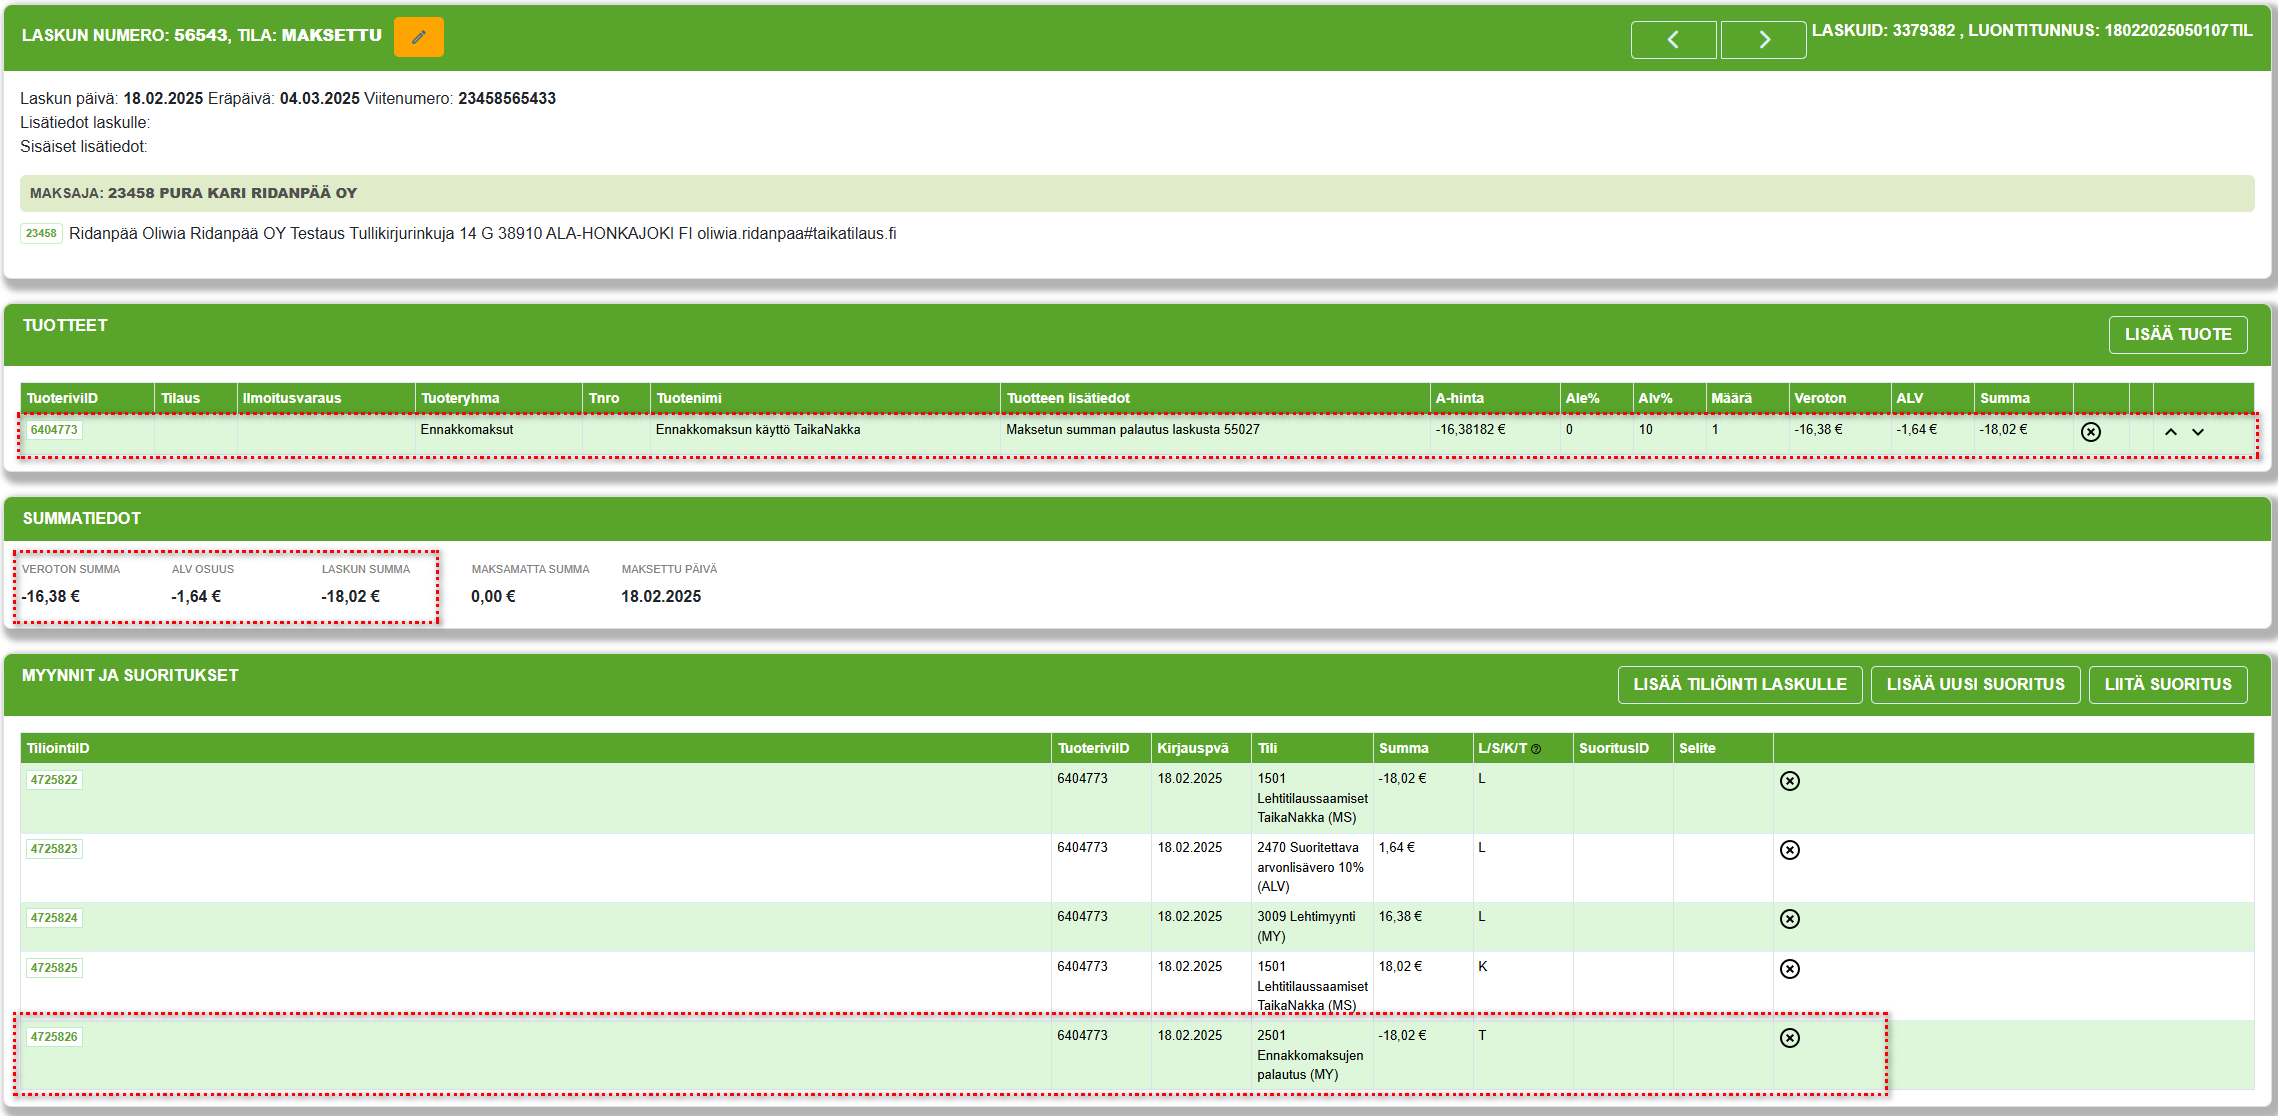 LASKUN NUMERO: 56543, TILA: MAKSETTU
LASKUID: 3379382 , LUONTITUNNUS: 18022025050107TIL
Laskun päivä: 18.02.2025 Eräpäivä: 04.03.2025 Viitenumero: 23458565433
Lisätiedot laskulle:
Sisäiset lisätiedot:
MAKSAJA: 23458 PURA KARI RIDANPÄÄ OY
23458 Ridanpää Oliwia Ridanpää OY Testaus Tullikirjurinkuja 14 G 38910 ALA-HONKAJOKI FI oliwia.ridanpaa#taikatilaus.fi
TUOTTEET
LISÄÄ TUOTE
TuoteriviID Tilaus Ilmoitusvaraus Tuoteryhma Tnro Tuotenimi Tuotteen lisätiedot A-hinta Ale% Alv% Määrä Veroton ALV Summa
6404773 Ennakkomaksut Ennakkomaksun käyttö TaikaNakka Maksetun summan palautus laskusta 55027 -16,38182 € 0 10 1 -16,38 € -1,64 € -18,02 €
SUMMATIEDOT
VEROTON SUMMA ALV OSUUS LASKUN SUMMA MAKSAMATTA SUMMA MAKSETTU PÄIVÄ
-16,38 € -1,64 € -18,02 € 0,00 € 18.02.2025
MYYNNIT JA SUORITUKSET
LISÄÄ TILIÖINTI LASKULLE LISÄÄ UUSI SUORITUS LIITÄ SUORITUS
TiliointiID TuoteriviID Kirjauspvä Tili Summa L/S/K/T SuoritusID Selite
4725822 6404773 18.02.2025 1501 -18,02 € L
Lehtitilaussaamiset
TaikaNakka (MS)
4725823 6404773 18.02.2025 2470 Suoritettava 1,64 € L
arvonlisävero 10%
(ALV)
4725824 6404773 18.02.2025 3009 Lehtimyynti 16,38 € L
(MY)
4725825 6404773 18.02.2025 1501 18,02 € K
Lehtitilaussaamiset
TaikaNakka (MS)
4725826 6404773 18.02.2025 2501 -18,02 € T
Ennakkomaksujen
palautus (MY)